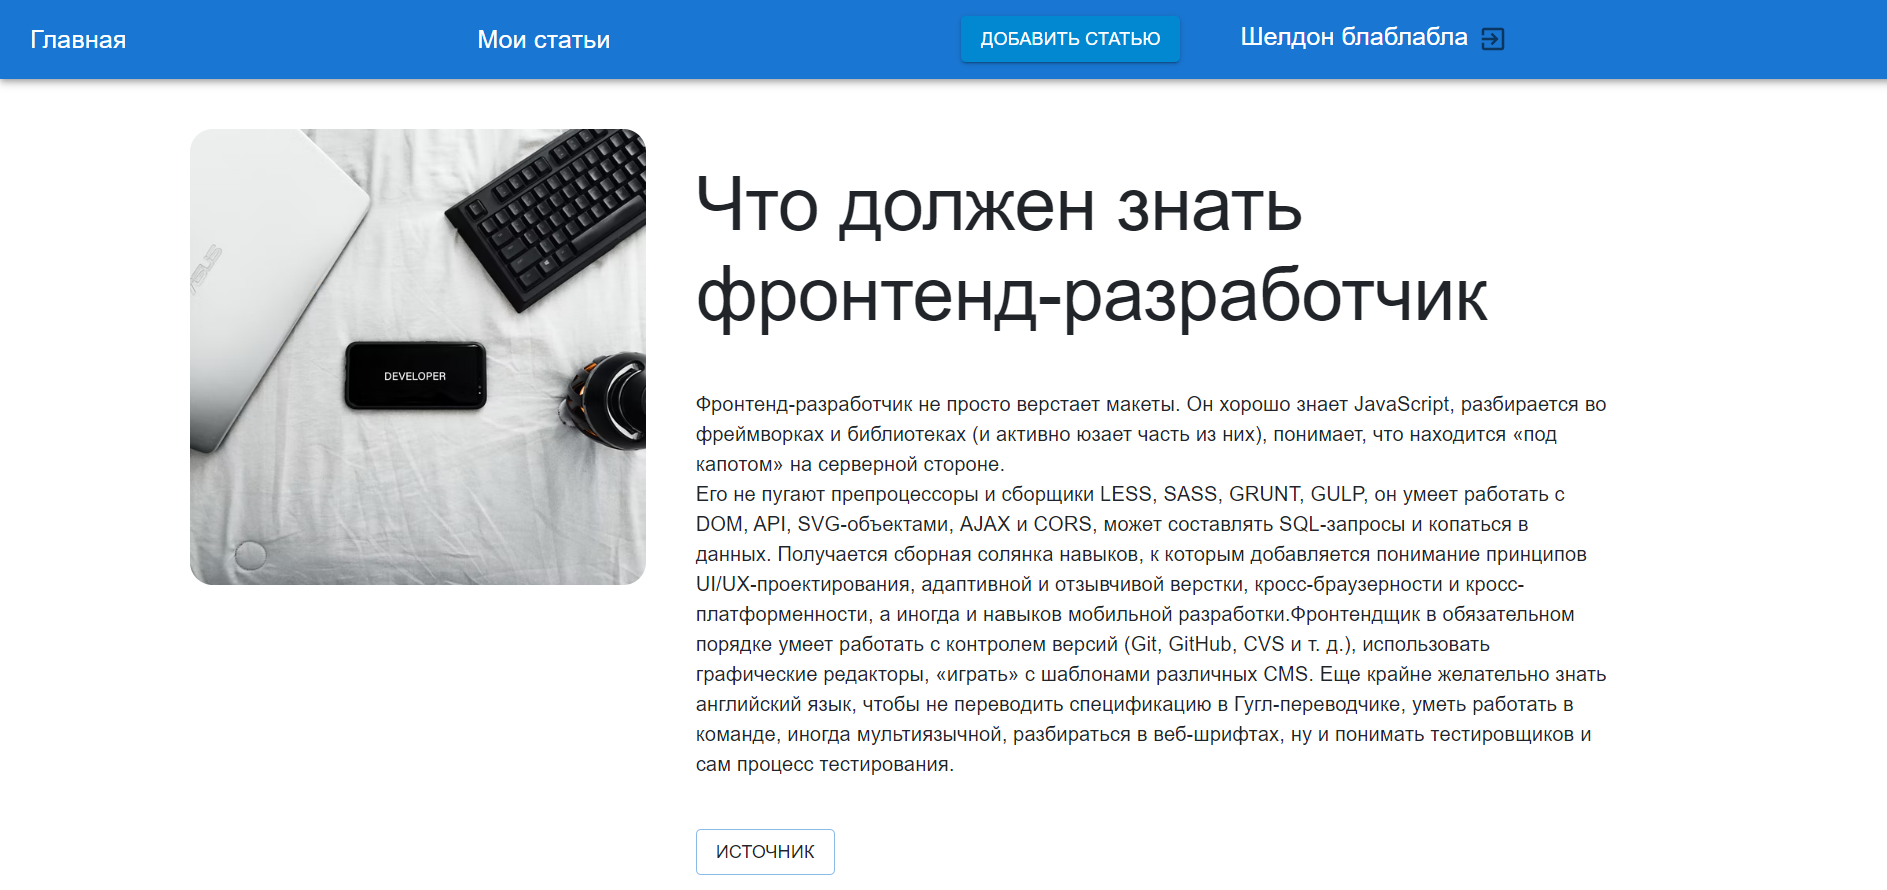 Главная
Мои статьи
ДОБАВИТЬ СТАТЬЮ
Шелдон блаблабла
ASUS
DEVELOPER
Что должен знать
фронтенд-разработчик
Фронтенд-разработчик не просто верстает макеты. Он хорошо знает JavaScript, разбирается во
фреймворках и библиотеках (и активно юзает часть из них), понимает, что находится «под
капотом» на серверной стороне.
Его не пугают препроцессоры и сборщики LESS, SASS, GRUNT, GULP, он умеет работать с
DOM, API, SVG-объектами, AJAX и CORS, может составлять SQL-запросы и копаться в
данных. Получается сборная солянка навыков, к которым добавляется понимание принципов
UI/UX-проектирования, адаптивной и отзывчивой верстки, кросс-браузерности и кросс-
платформенности, а иногда и навыков мобильной разработки.Фронтендщик в обязательном
порядке умеет работать с контролем версий (Git, GitHub, CVS и т. д.), использовать
графические редакторы, «играть» с шаблонами различных CMS. Еще крайне желательно знать
английский язык, чтобы не переводить спецификацию в Гугл-переводчике, уметь работать в
команде, иногда мультиязычной, разбираться в веб-шрифтах, ну и понимать тестировщиков и
сам процесс тестирования.
ИСТОЧНИК